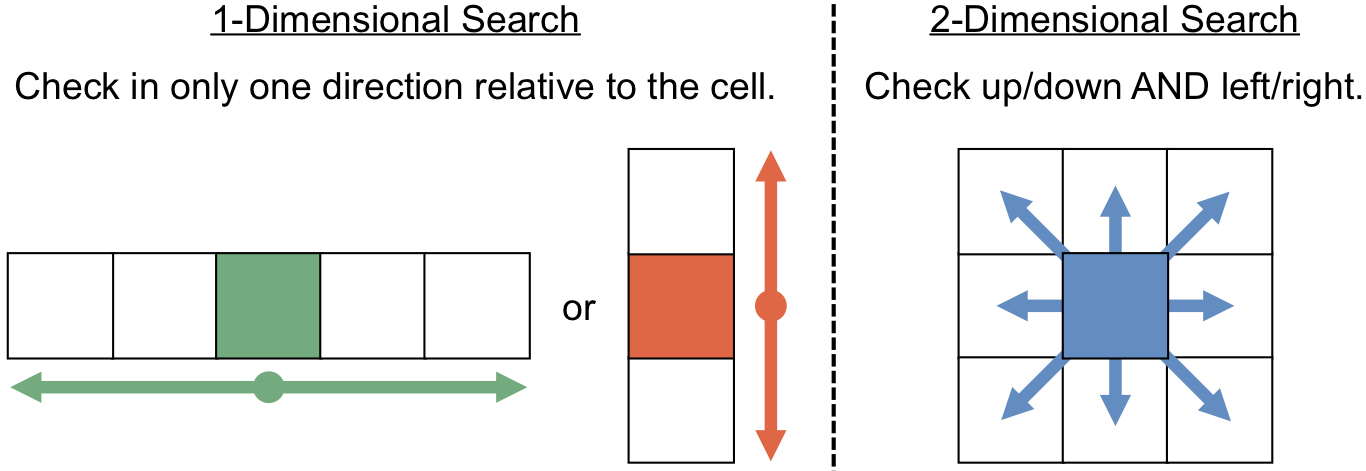 1-Dimensional Search
Check in only one direction relative to the cell.
or
2-Dimensional Search
Check up/down AND left/right.